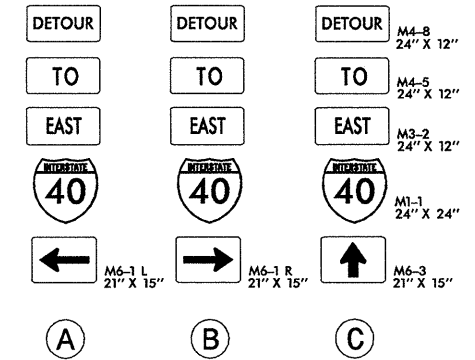 DETOUR DETOUR DETOUR M4-8
24" X 12"
TO TO TO M4-5
24" X 12"
EAST EAST EAST M3-2
24" X 12"
INTERSTATE INTERSTATE INTERSTATE
40 40 40 M1-1
24" X 24"
M6-1 L M6-1 R M6-3
21" X 15" 21" X 15" 21" X 15"
A B C